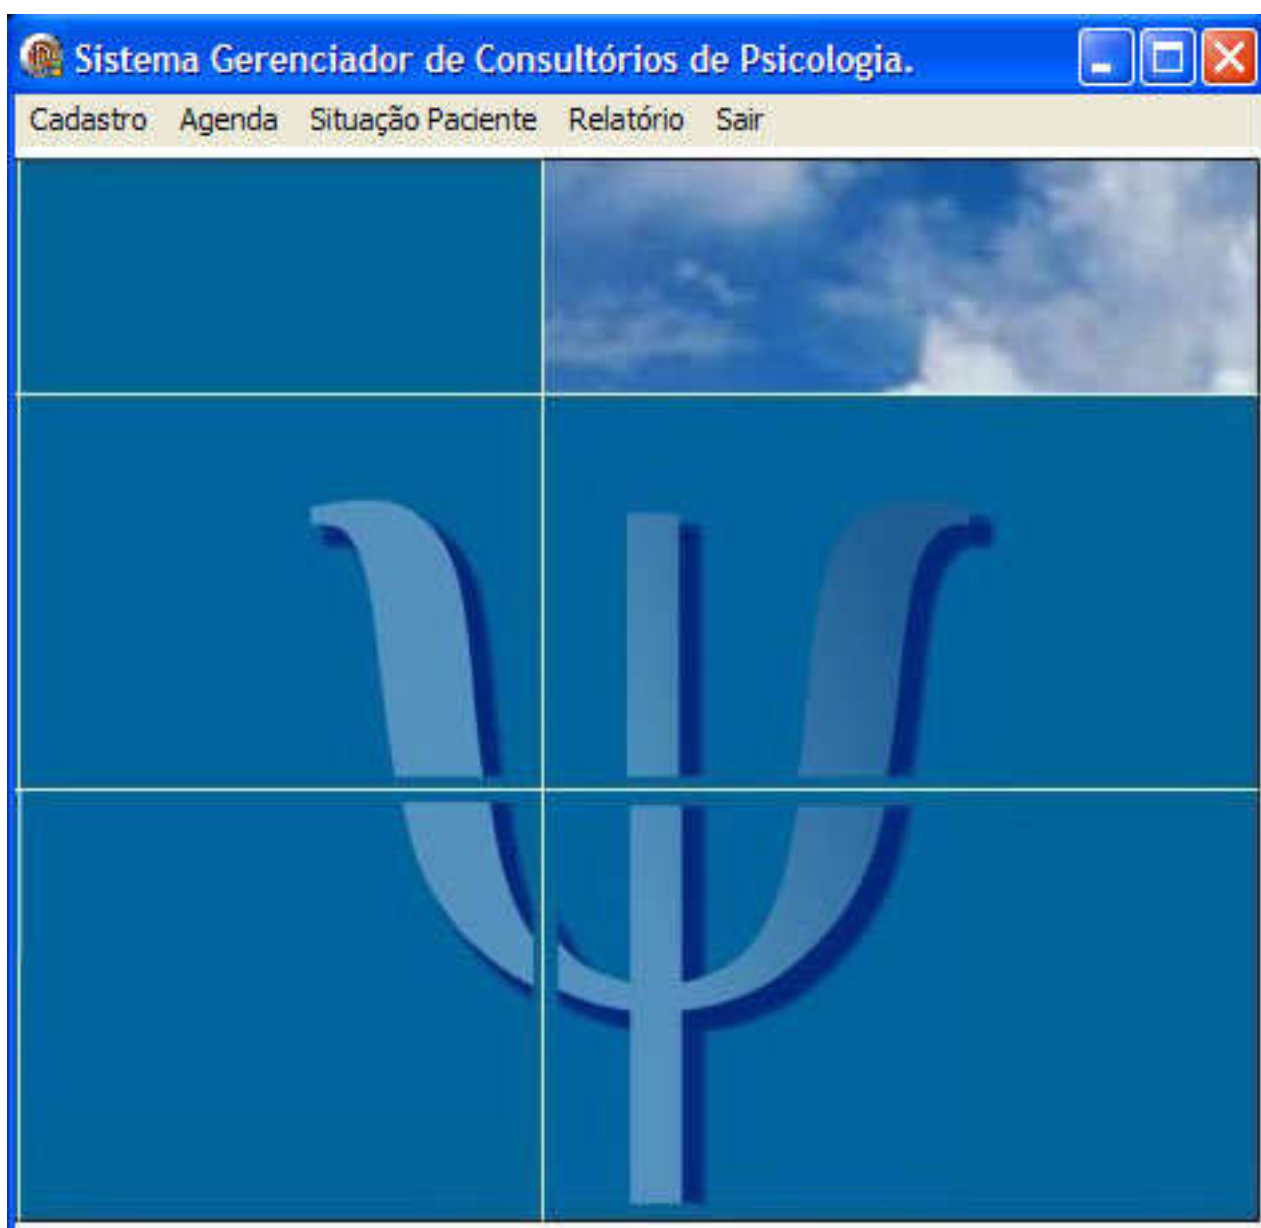 Sistema Gerenciador de Consultórios de Psicologia.
Cadastro Agenda Situação Paciente Relatório Sair
Ψ